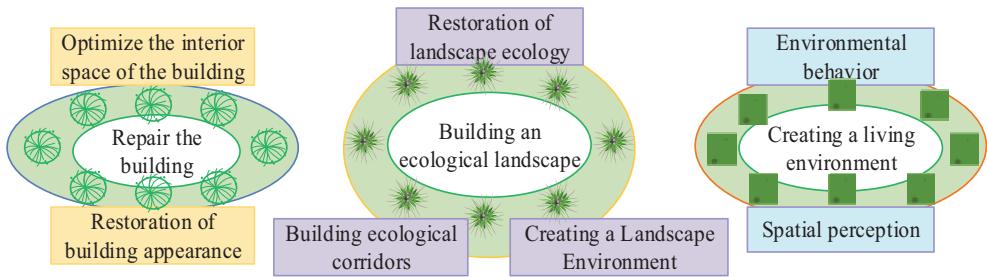 Optimize the interior
space of the building
Repair the
building
Restoration of
building appearance
Restoration of
landscape ecology
Building an
ecological landscape
Building ecological
corridors
Creating a Landscape
Environment
Environmental
behavior
Creating a living
environment
Spatial perception